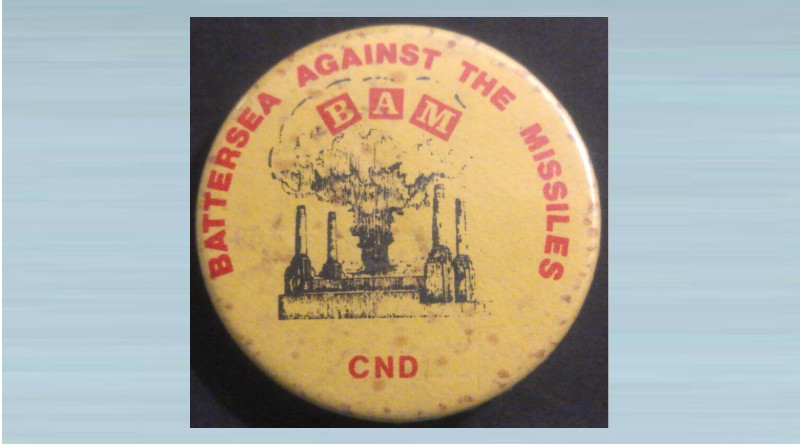 BATTERSEA AGAINST THE MISSILES
BAM
CND